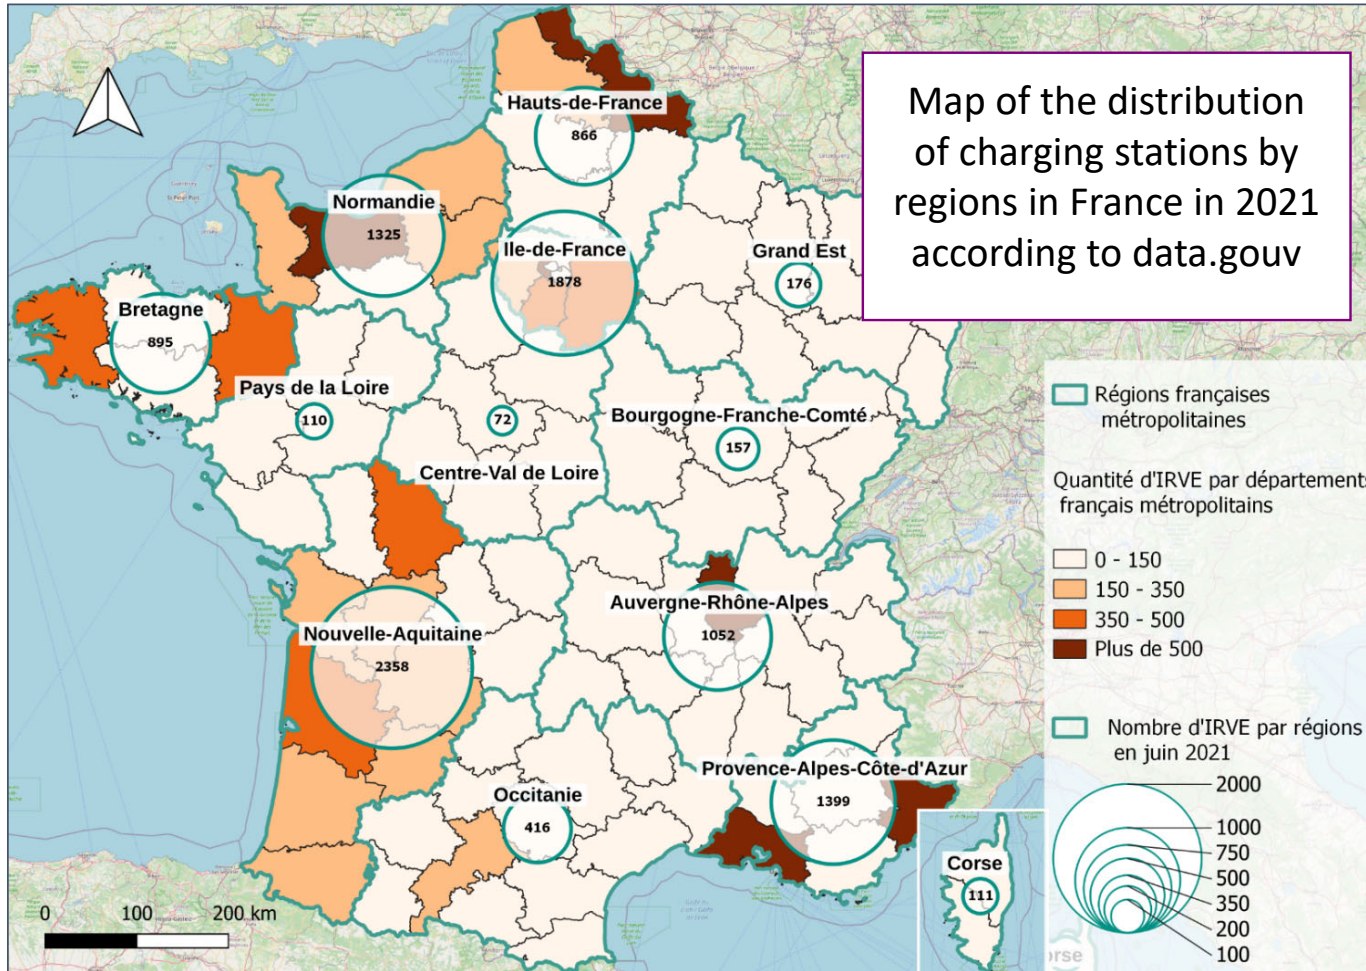 Map of the distribution
of charging stations by
regions in France in 2021
according to data.gouv
Hauts-de-France
866
Normandie
1325
Ile-de-France
1878
Grand Est
176
Bretagne
895
Pays de la Loire
110
72
Centre-Val de Loire
Bourgogne-Franche-Comté
157
Auvergne-Rhône-Alpes
1052
Nouvelle-Aquitaine
2358
Provence-Alpes-Côte-d'Azur
1399
Occitanie
416
Corse
111
0 100 200 km
Régions françaises
métropolitaines
Quantité d'IRVE par départements
français métropolitains
0 - 150
150 - 350
350 - 500
Plus de 500
Nombre d'IRVE par régions
en juin 2021
2000
1000
750
500
350
200
100
orse